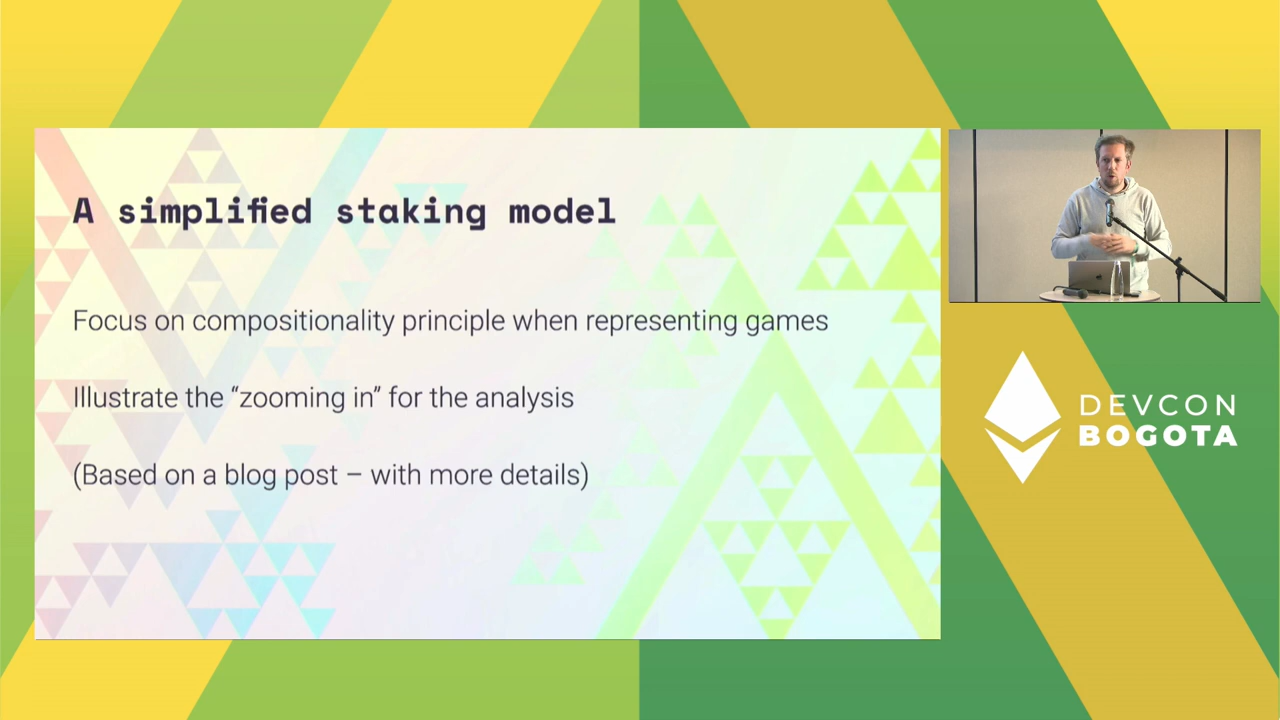 A simplified staking model
Focus on compositionality principle when representing games
Illustrate the “zooming in” for the analysis
(Based on a blog post – with more details)
DEVCON
BOGOTA